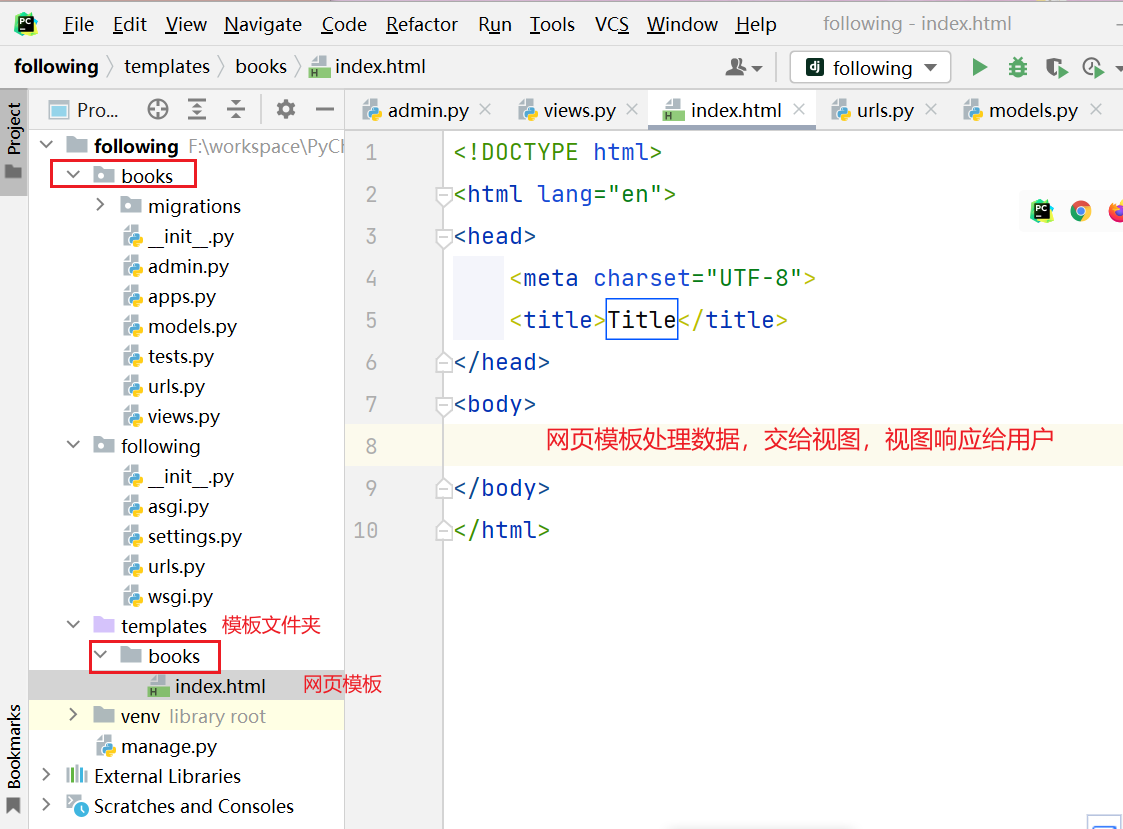 File Edit View Navigate Code Refactor Run Tools VCS Window Help following - index.html
following templates books index.html following
Project
Pro...
admin.py views.py index.html urls.py models.py
following F:\workspace\PyCh
books
migrations
__init__.py
admin.py
apps.py
models.py
tests.py
urls.py
views.py
following
__init__.py
asgi.py
settings.py
urls.py
wsgi.py
templates 模板文件夹
books
index.html 网页模板
venv library root
manage.py
External Libraries
Scratches and Consoles
Bookmarks
1 <!DOCTYPE html>
2 <html lang="en">
3 <head>
4 <meta charset="UTF-8">
5 <title>Title</title>
6 </head>
7 <body>
8 网页模板处理数据，交给视图，视图响应给用户
9 </body>
10 </html>